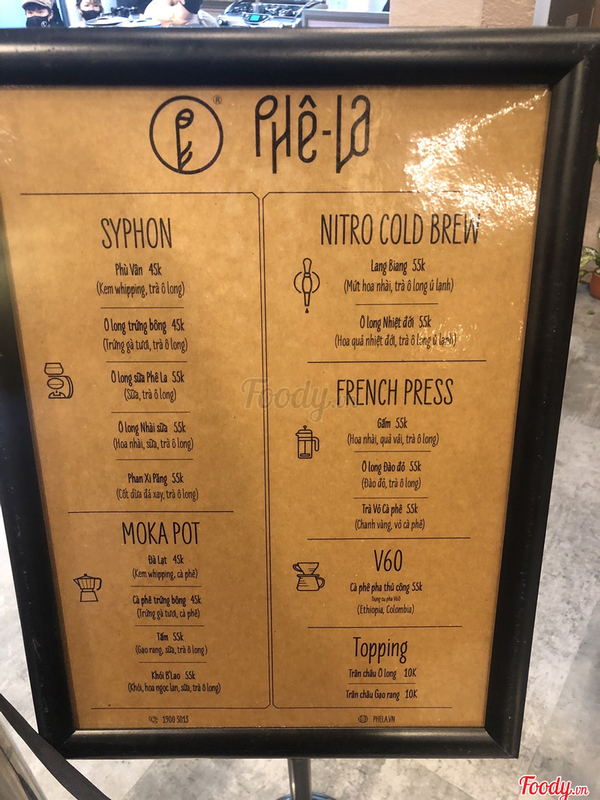 PHÊ-LA
SYPHON
Phù Vân 45k
(Kem whipping, trà ô long)
Ô long trứng bông 45k
(Trứng gà tươi, trà ô long)
Ô long sữa Phê La 55k
(Sữa, trà ô long)
Ô long Nhài sữa 55k
(Hoa nhài, sữa, trà ô long)
Phan Xi Păng 55k
(Cốt dừa đá xay, trà ô long)
MOKA POT
Đà Lạt 45k
(Kem whipping, cà phê)
Cà phê trứng bông 45k
(Trứng gà tươi, cà phê)
Tấm 55k
(Gạo rang, sữa, trà ô long)
Khói B'Lao 55k
(Khói, hoa ngọc lan, sữa, trà ô long)
1900 3013
NITRO COLD BREW
Lang Biang 55k
(Mứt hoa nhài, trà ô long ủ lạnh)
Ô long Nhiệt đới 55k
(Hoa quả nhiệt đới, trà ô long ủ lạnh)
FRENCH PRESS
Gấm 55k
(Hoa nhài, quả vải, trà ô long)
Ô long Đào đỏ 55k
(Đào đỏ, trà ô long)
Trà Vỏ Cà phê 55k
(Chanh vàng, vỏ cà phê)
V60
Cà phê pha thủ công 55k
Dụng cụ pha V60
(Ethiopia, Colombia)
Topping
Trân châu Ô long 10K
Trân châu Gạo rang 10K
PHELA.VN
Foody.vn